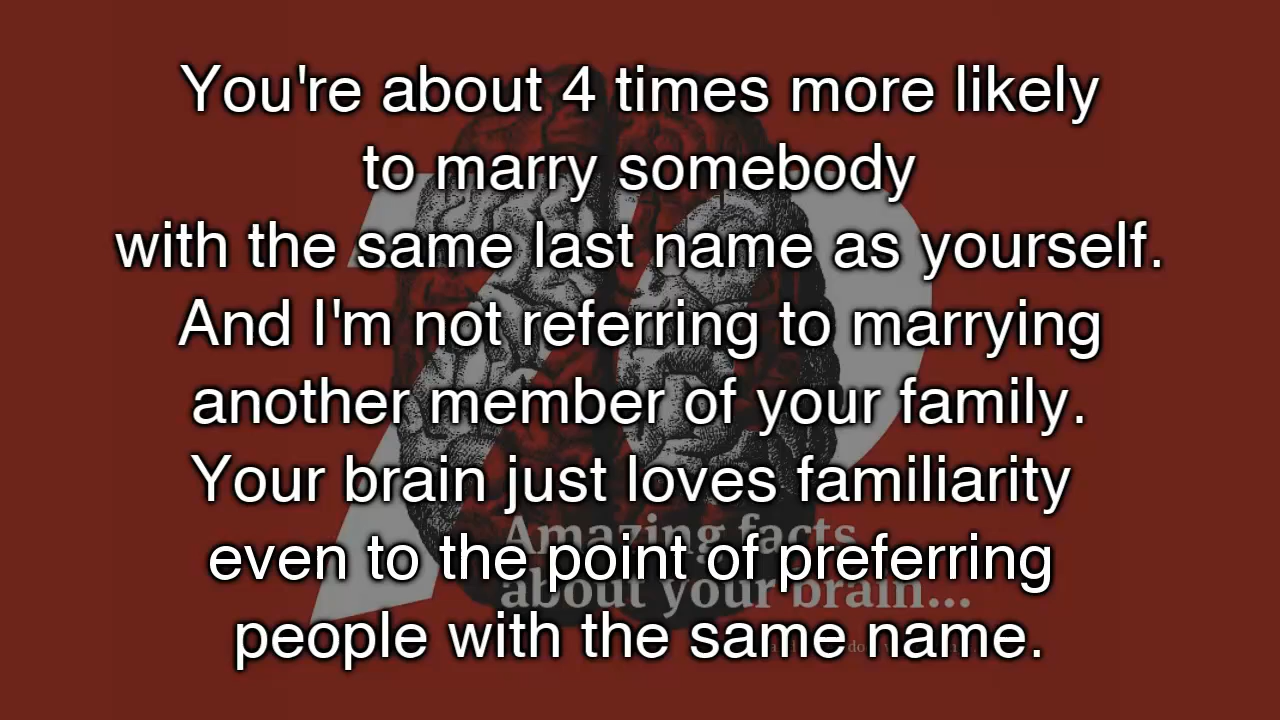 You're about 4 times more likely
to marry somebody
with the same last name as yourself.
And I'm not referring to marrying
another member of your family.
Your brain just loves familiarity
even to the point of preferring
people with the same name.
Amazing facts
about your brain...